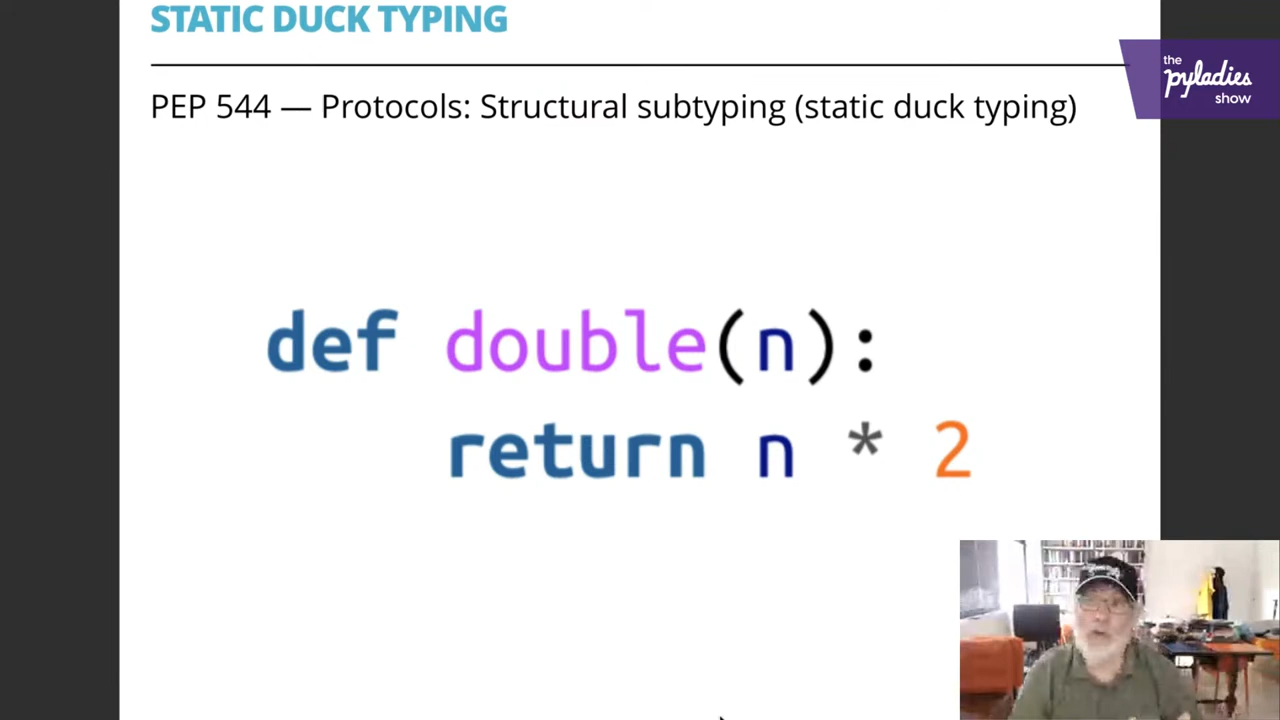 STATIC DUCK TYPING
the
pyladies
show
PEP 544 — Protocols: Structural subtyping (static duck typing)
def double(n):
return n * 2